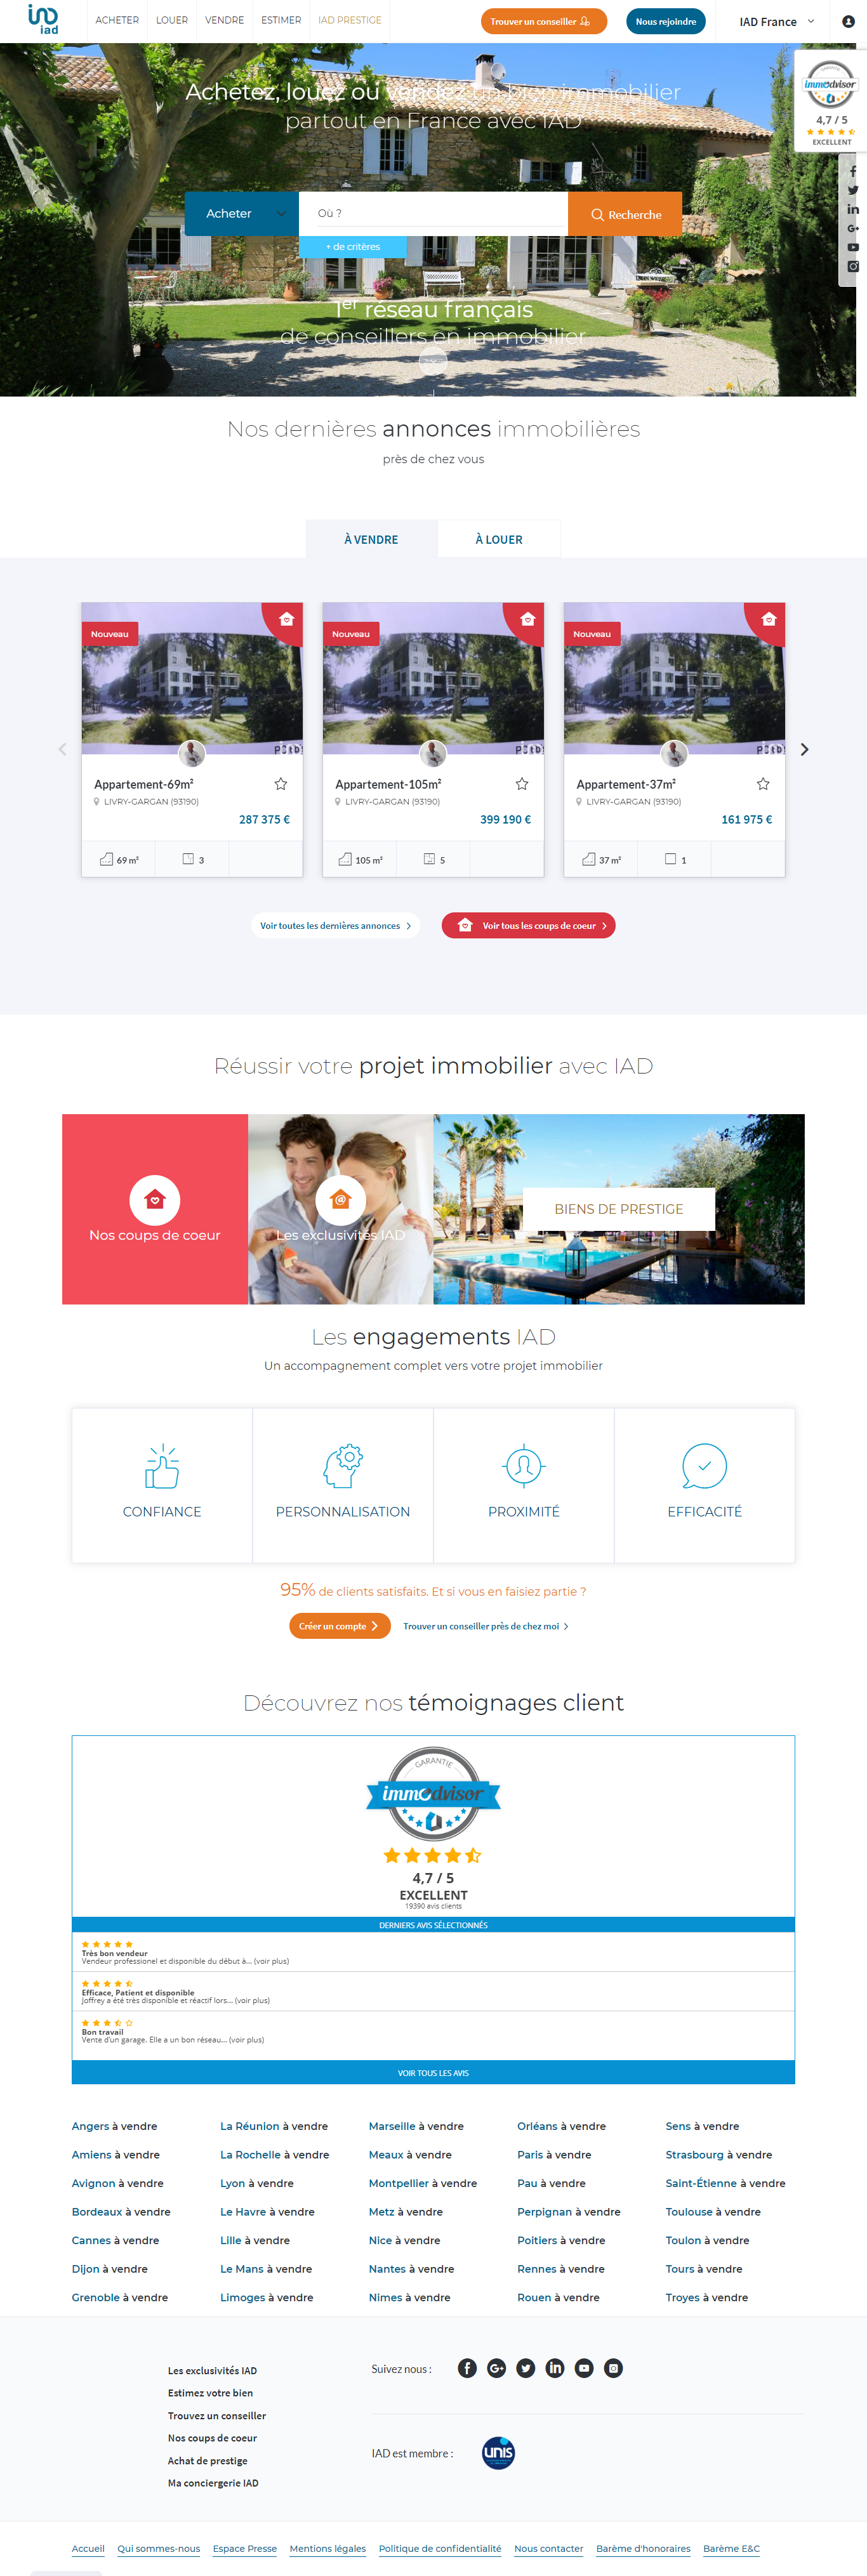 iad
ACHETER LOUER VENDRE ESTIMER IAD PRESTIGE
Trouver un conseiller
Nous rejoindre
IAD France
Achetez, louez ou vendez un bien immobilier
partout en France avec IAD
immodvisor
4,7 / 5
EXCELLENT
Acheter
Où ?
Recherche
+ de critères
1er réseau français
de conseillers en immobilier
Nos dernières annonces immobilières
près de chez vous
À VENDRE À LOUER
Nouveau Nouveau Nouveau
Appartement-69m² Appartement-105m² Appartement-37m²
LIVRY-GARGAN (93190) LIVRY-GARGAN (93190) LIVRY-GARGAN (93190)
287 375 € 399 190 € 161 975 €
69 m² 3 105 m² 5 37 m² 1
Voir toutes les dernières annonces
Voir tous les coups de coeur
Réussir votre projet immobilier avec IAD
Nos coups de coeur
Les exclusivités IAD
BIENS DE PRESTIGE
Les engagements IAD
Un accompagnement complet vers votre projet immobilier
CONFIANCE PERSONNALISATION PROXIMITÉ EFFICACITÉ
95% de clients satisfaits. Et si vous en faisiez partie ?
Créer un compte
Trouver un conseiller près de chez moi
Découvrez nos témoignages client
GARANTIE
immodvisor
4,7 / 5
EXCELLENT
19390 avis clients
DERNIERS AVIS SÉLECTIONNÉS
Très bon vendeur
Vendeur professionel et disponible du début à... (voir plus)
Efficace, Patient et disponible
Joffrey a été très disponible et réactif lors... (voir plus)
Bon travail
Vente d'un garage. Elle a un bon réseau... (voir plus)
VOIR TOUS LES AVIS
Angers à vendre La Réunion à vendre Marseille à vendre Orléans à vendre Sens à vendre
Amiens à vendre La Rochelle à vendre Meaux à vendre Paris à vendre Strasbourg à vendre
Avignon à vendre Lyon à vendre Montpellier à vendre Pau à vendre Saint-Étienne à vendre
Bordeaux à vendre Le Havre à vendre Metz à vendre Perpignan à vendre Toulouse à vendre
Cannes à vendre Lille à vendre Nice à vendre Poitiers à vendre Toulon à vendre
Dijon à vendre Le Mans à vendre Nantes à vendre Rennes à vendre Tours à vendre
Grenoble à vendre Limoges à vendre Nimes à vendre Rouen à vendre Troyes à vendre
Les exclusivités IAD
Estimez votre bien
Trouvez un conseiller
Nos coups de coeur
Achat de prestige
Ma conciergerie IAD
Suivez nous :
IAD est membre :
unis
Accueil Qui sommes-nous Espace Presse Mentions légales Politique de confidentialité Nous contacter Barème d'honoraires Barème E&C